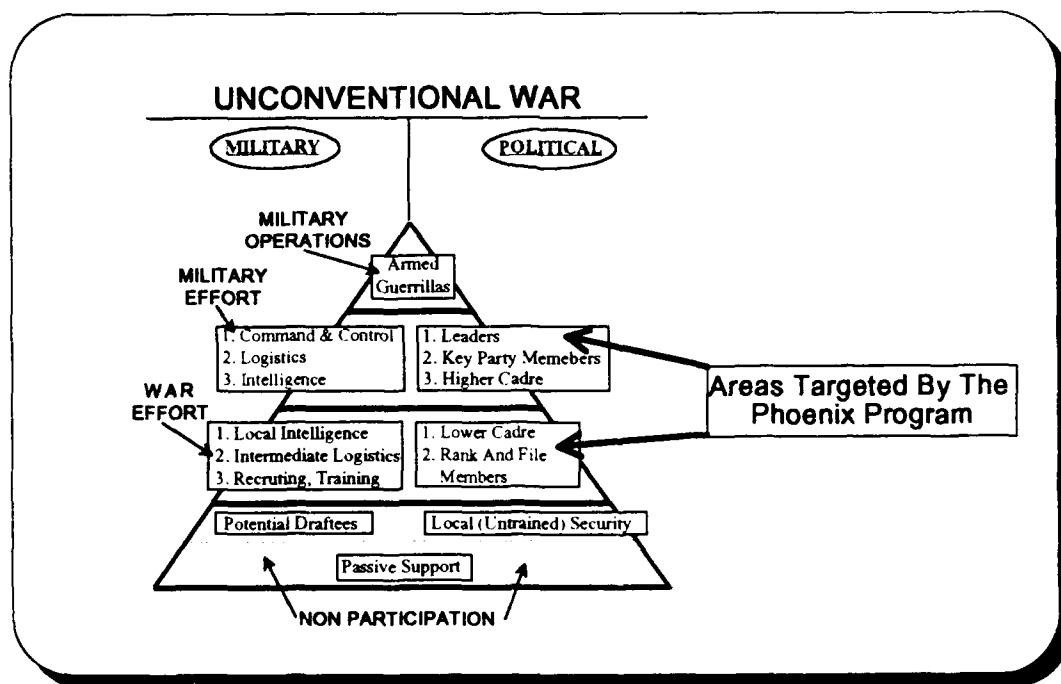 UNCONVENTIONAL WAR
MILITARY
POLITICAL
MILITARY
OPERATIONS
Armed
Guerrillas
MILITARY
EFFORT
1. Command & Control
2. Logistics
3. Intelligence
1. Leaders
2. Key Party Memebers
3. Higher Cadre
Areas Targeted By The
Phoenix Program
WAR
EFFORT
1. Local Intelligence
2. Intermediate Logistics
3. Recruting, Training
1. Lower Cadre
2. Rank And File
Members
Potential Draftees
Local (Untrained) Security
Passive Support
NON PARTICIPATION